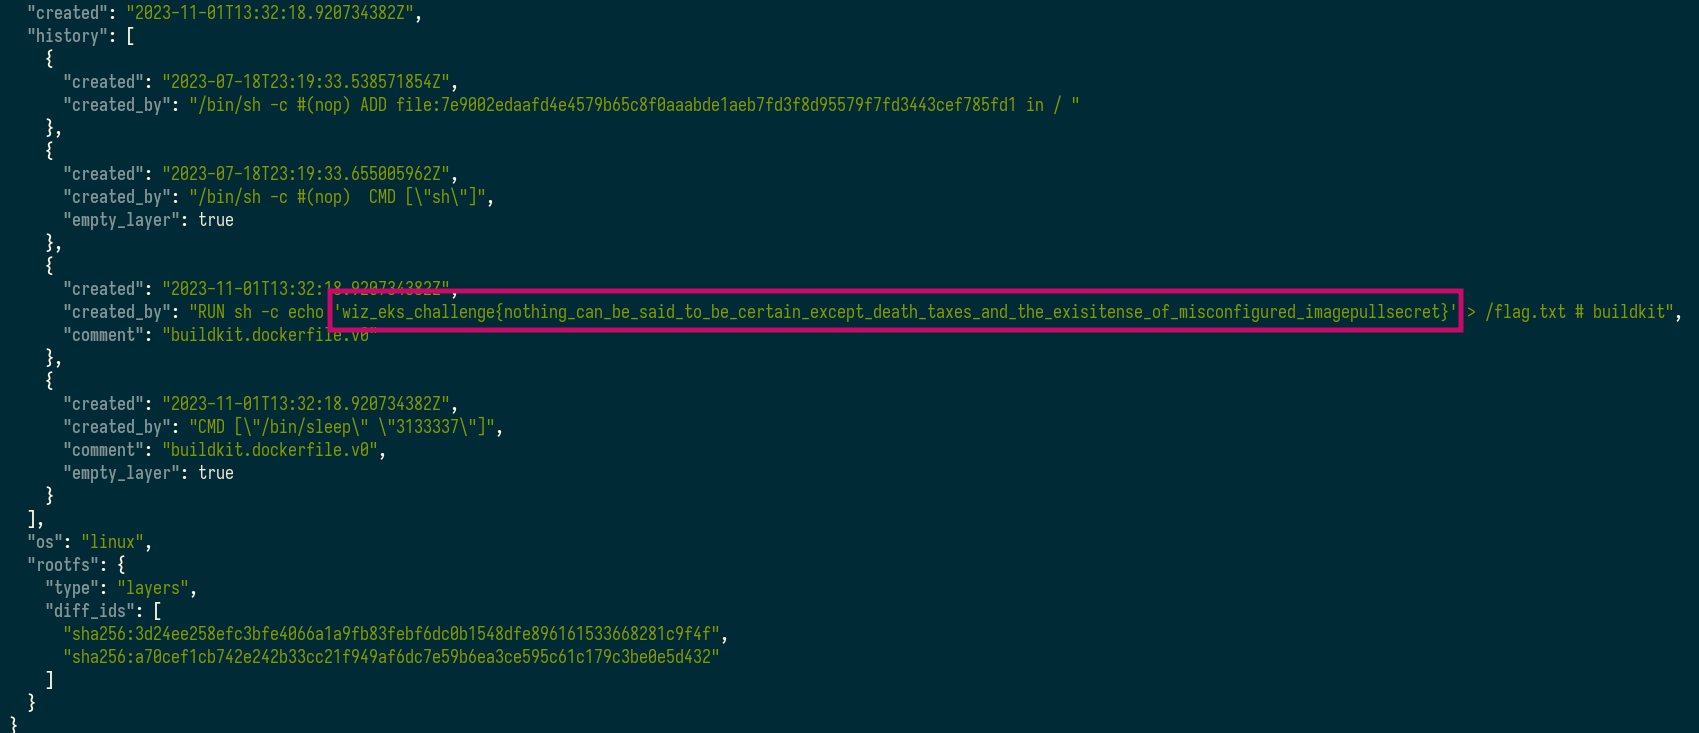 "created": "2023-11-01T13:32:18.920734382Z",
"history": [
{
"created": "2023-07-18T23:19:33.538571854Z",
"created_by": "/bin/sh -c #(nop) ADD file:7e9002edaafd4e4579b65c8f0aaabde1aeb7fd3f8d95579f7fd3443cef785fd1 in / "
},
{
"created": "2023-07-18T23:19:33.655005962Z",
"created_by": "/bin/sh -c #(nop)  CMD [\"sh\"]",
"empty_layer": true
},
{
"created": "2023-11-01T13:32:18.920734382Z",
"created_by": "RUN sh -c echo 'wiz_eks_challenge{nothing_can_be_said_to_be_certain_except_death_taxes_and_the_exisitense_of_misconfigured_imagepullsecret}' > /flag.txt # buildkit",
"comment": "buildkit.dockerfile.v0"
},
{
"created": "2023-11-01T13:32:18.920734382Z",
"created_by": "CMD [\"/bin/sleep\" \"3133337\"]",
"comment": "buildkit.dockerfile.v0",
"empty_layer": true
}
],
"os": "linux",
"rootfs": {
"type": "layers",
"diff_ids": [
"sha256:3d24ee258efc3bfe4066a1a9fb83febf6dc0b1548dfe896161533668281c9f4f",
"sha256:a70cef1cb742e242b33cc21f949af6dc7e59b6ea3ce595c61c179c3be0e5d432"
]
}
}